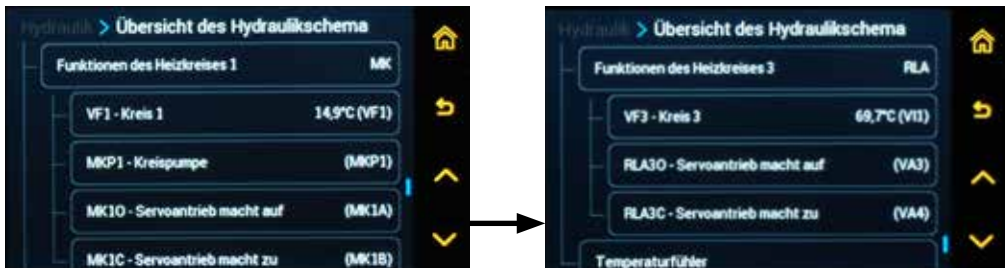 Hydraulik > Übersicht des Hydraulikschema
Funktionen des Heizkreises 1 MK
VF1 - Kreis 1 14,9°C (VF1)
MKP1 - Kreispumpe (MKP1)
MK1O - Servoantrieb macht auf (MK1A)
MK1C - Servoantrieb macht zu (MK1B)
Hydraulik > Übersicht des Hydraulikschema
Funktionen des Heizkreises 3 RLA
VF3 - Kreis 3 69,7°C (VI1)
RLA3O - Servoantrieb macht auf (VA3)
RLA3C - Servoantrieb macht zu (VA4)
Temperaturfühler